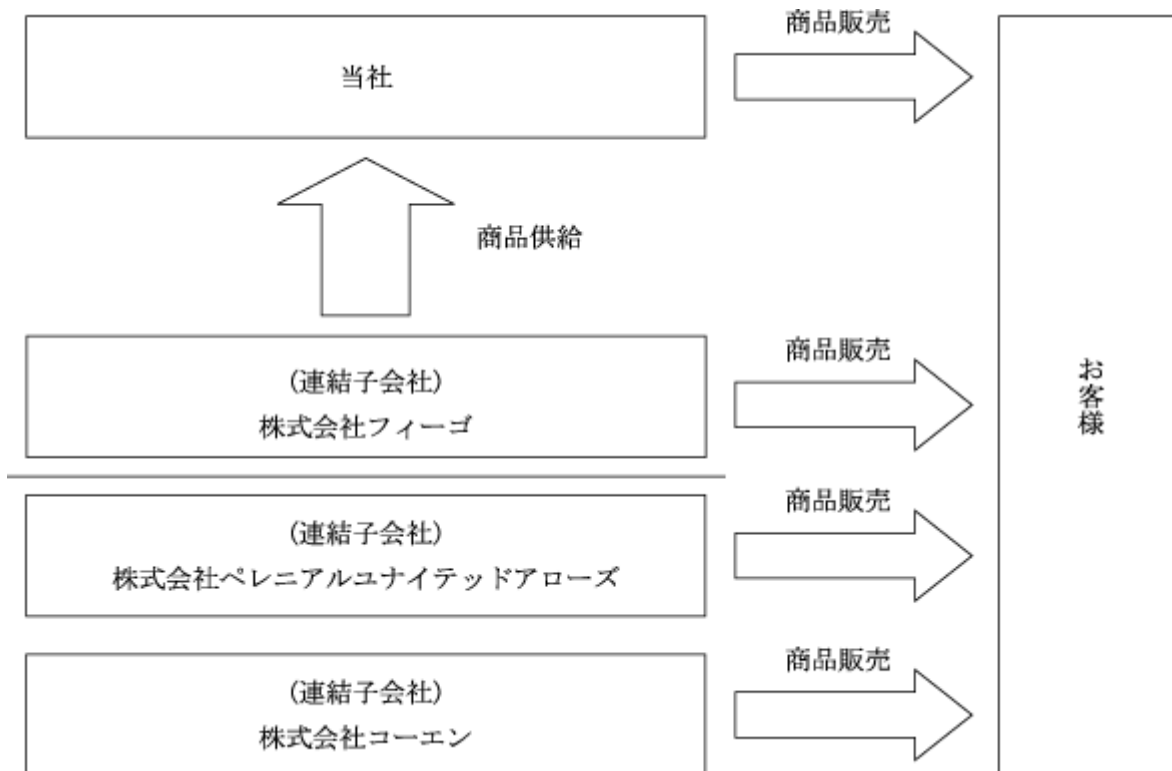 商品販売
当社
商品供給
商品販売
(連結子会社)
株式会社フィーゴ
お客様
商品販売
(連結子会社)
株式会社ペレニアルユナイテッドアローズ
商品販売
(連結子会社)
株式会社コーエン